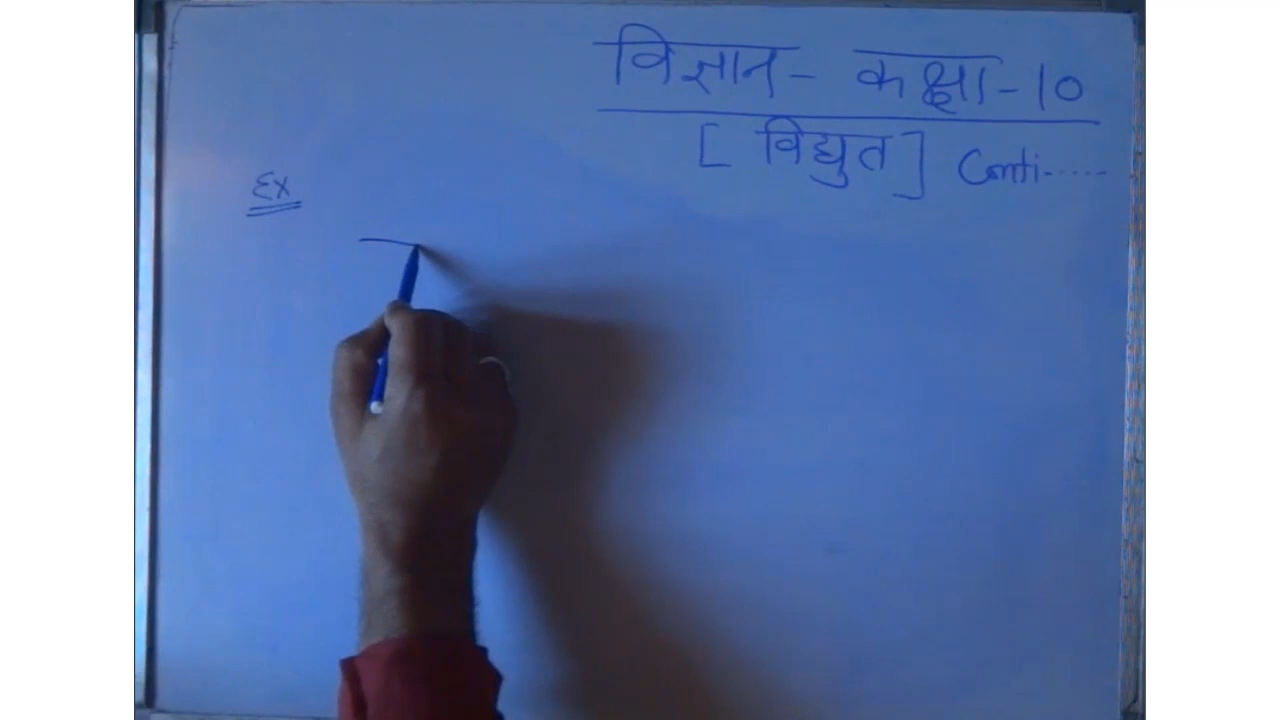 विज्ञान - कक्षा - 10
[ विद्युत ] Conti......
Ex